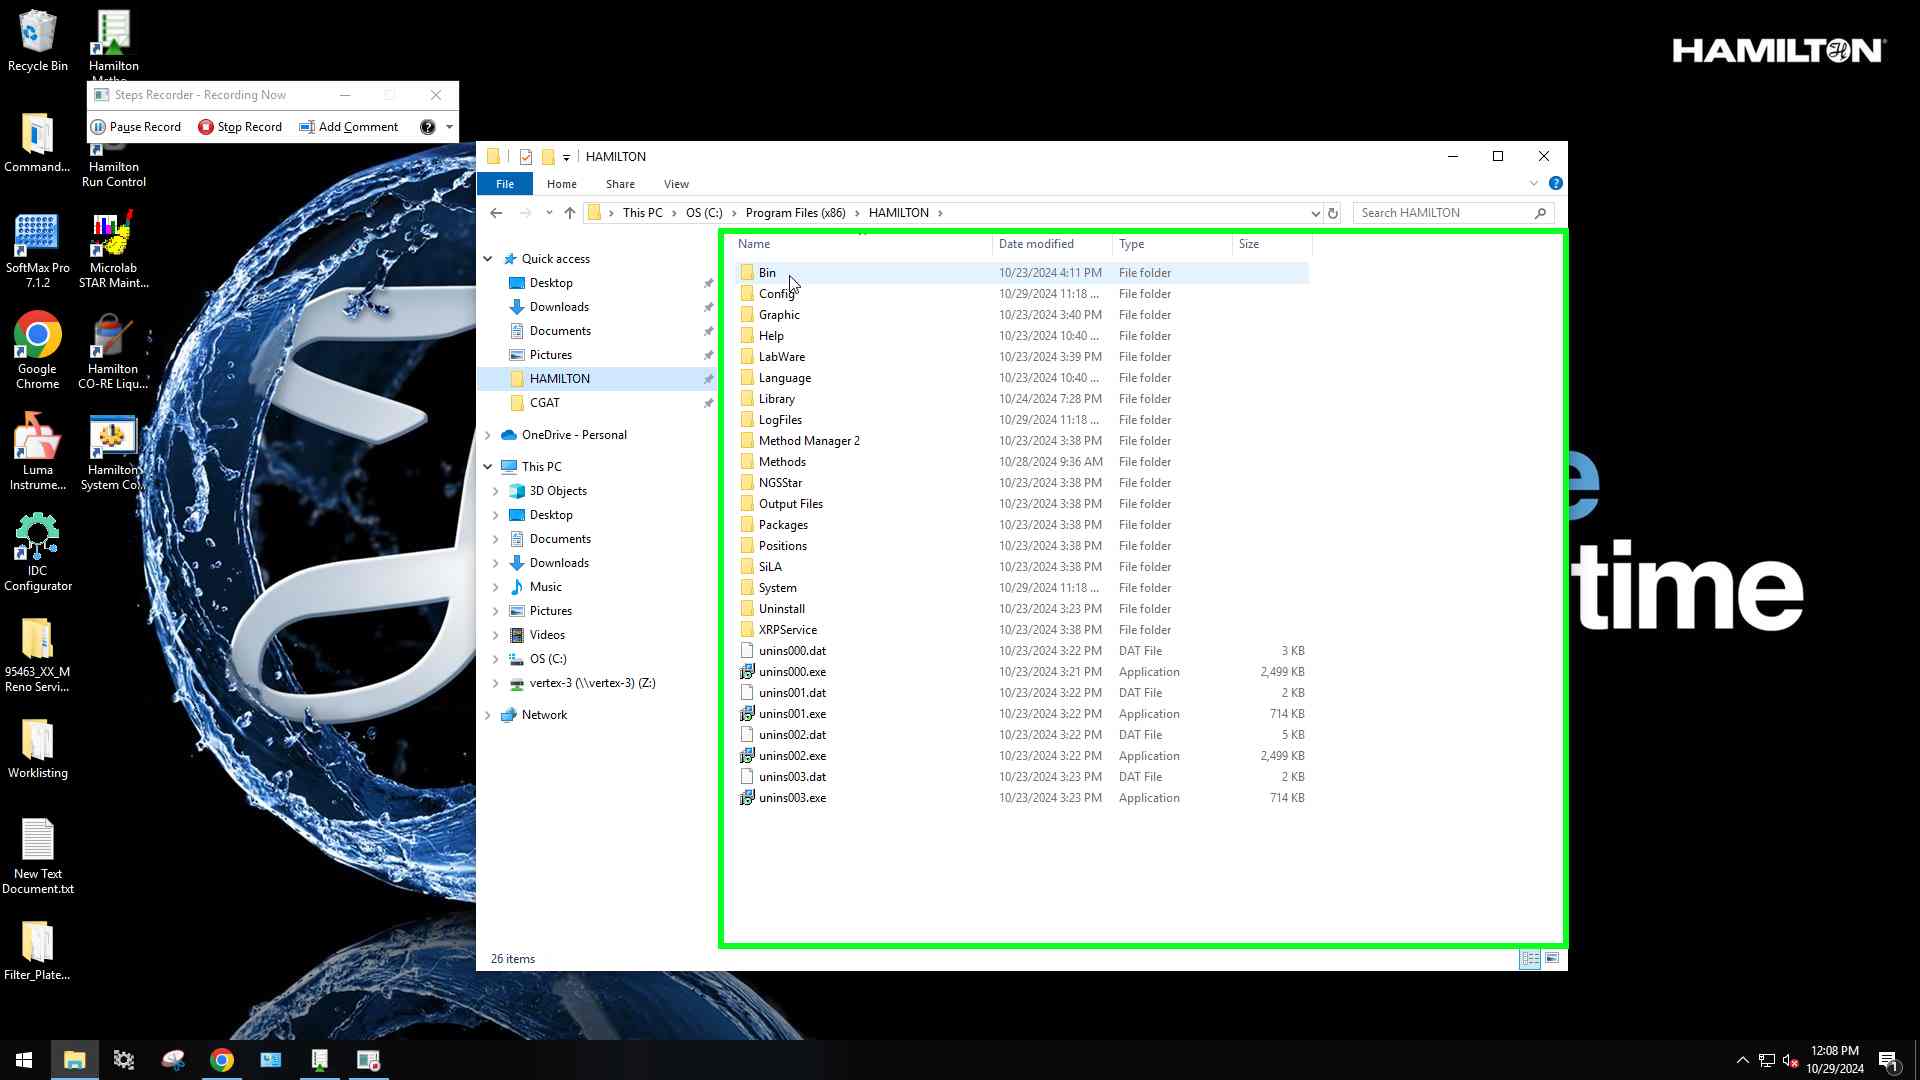 Recycle Bin
Hamilton
Steps Recorder - Recording Now
Pause Record
Stop Record
Add Comment
Command...
Hamilton
Run Control
SoftMax Pro
7.1.2
Microlab
STAR Maint...
Google
Chrome
Hamilton
CO-RE Liqu...
Luma
Instrume...
Hamilton
System Co...
IDC
Configurator
95463_XX_M
Reno Servi...
Worklisting
New Text
Document.txt
Filter_Plate...
HAMILTON
HAMILTON
File
Home
Share
View
This PC
OS (C:)
Program Files (x86)
HAMILTON
Search HAMILTON
Quick access
Desktop
Downloads
Documents
Pictures
HAMILTON
CGAT
OneDrive - Personal
This PC
3D Objects
Desktop
Documents
Downloads
Music
Pictures
Videos
OS (C:)
vertex-3 (\\vertex-3) (Z:)
Network
Name Date modified Type Size
Bin 10/23/2024 4:11 PM File folder
Config 10/29/2024 11:18 ... File folder
Graphic 10/23/2024 3:40 PM File folder
Help 10/23/2024 10:40 ... File folder
LabWare 10/23/2024 3:39 PM File folder
Language 10/23/2024 10:40 ... File folder
Library 10/24/2024 7:28 PM File folder
LogFiles 10/29/2024 11:18 ... File folder
Method Manager 2 10/23/2024 3:38 PM File folder
Methods 10/28/2024 9:36 AM File folder
NGSStar 10/23/2024 3:38 PM File folder
Output Files 10/23/2024 3:38 PM File folder
Packages 10/23/2024 3:38 PM File folder
Positions 10/23/2024 3:38 PM File folder
SiLA 10/23/2024 3:38 PM File folder
System 10/29/2024 11:18 ... File folder
Uninstall 10/23/2024 3:23 PM File folder
XRPService 10/23/2024 3:38 PM File folder
unins000.dat 10/23/2024 3:22 PM DAT File 3 KB
unins000.exe 10/23/2024 3:21 PM Application 2,499 KB
unins001.dat 10/23/2024 3:22 PM DAT File 2 KB
unins001.exe 10/23/2024 3:22 PM Application 714 KB
unins002.dat 10/23/2024 3:22 PM DAT File 5 KB
unins002.exe 10/23/2024 3:22 PM Application 2,499 KB
unins003.dat 10/23/2024 3:23 PM DAT File 2 KB
unins003.exe 10/23/2024 3:23 PM Application 714 KB
26 items
time
12:08 PM
10/29/2024
1